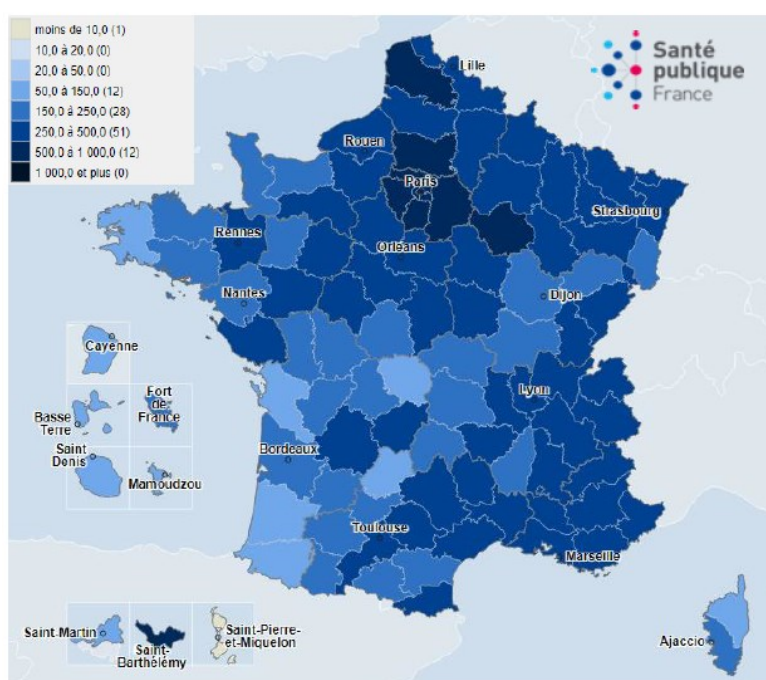 moins de 10,0 (1)
10,0 à 20,0 (0)
20,0 à 50,0 (0)
50,0 à 150,0 (12)
150,0 à 250,0 (28)
250,0 à 500,0 (51)
500,0 à 1 000,0 (12)
1 000,0 et plus (0)
Santé
publique
France
Lille
Rouen
Paris
Strasbourg
Rennes
Orléans
Nantes
Dijon
Cayenne
Lyon
Basse
Terre
Fort
de
France
Saint
Denis
Mamoudzou
Bordeaux
Toulouse
Marseille
Saint-Martin
Saint-
Barthélémy
Saint-Pierre-
et-Miquelon
Ajaccio